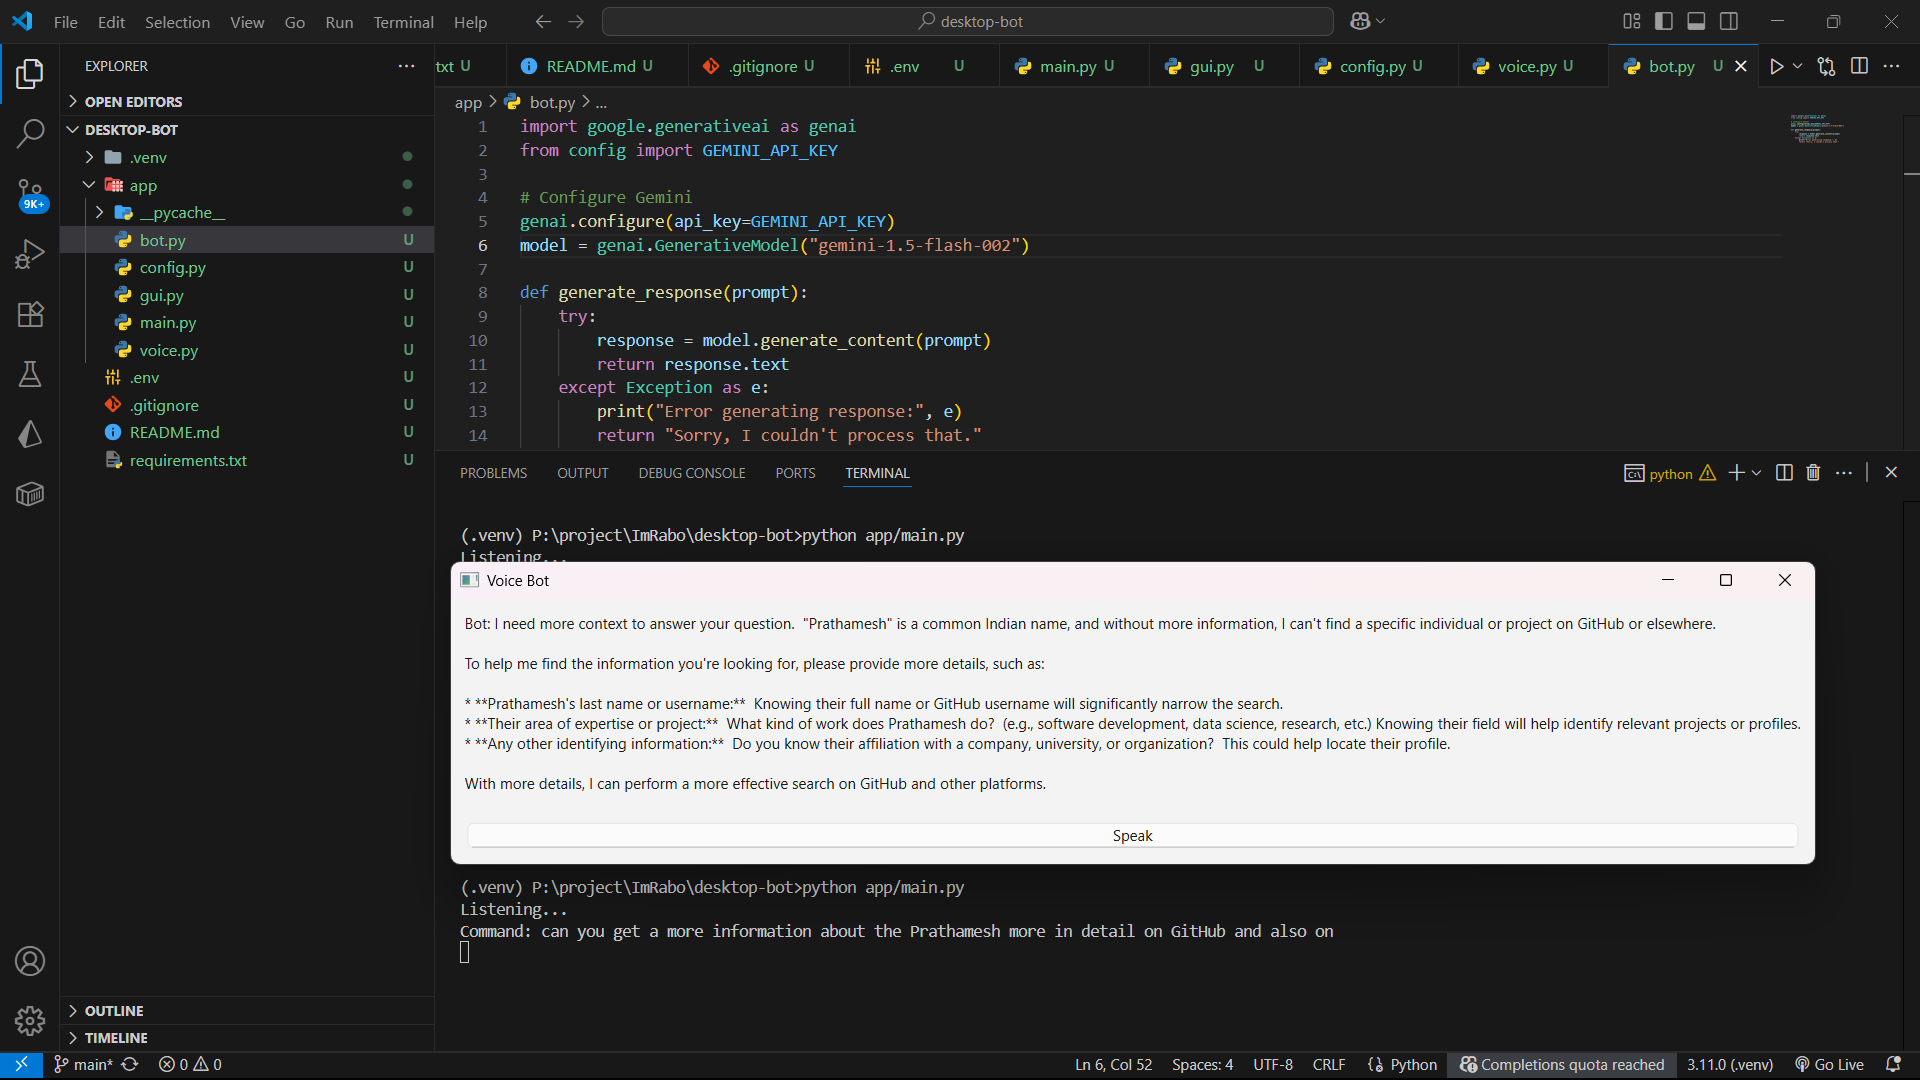 File Edit Selection View Go Run Terminal Help
desktop-bot
EXPLORER
OPEN EDITORS
DESKTOP-BOT
.venv
app
__pycache__
bot.py U
config.py U
gui.py U
main.py U
voice.py U
.env U
.gitignore U
README.md U
requirements.txt U
OUTLINE
TIMELINE
9K+
txt U README.md U .gitignore U .env U main.py U gui.py U config.py U voice.py U bot.py U
app > bot.py > ...
1 import google.generativeai as genai
2 from config import GEMINI_API_KEY
3
4 # Configure Gemini
5 genai.configure(api_key=GEMINI_API_KEY)
6 model = genai.GenerativeModel("gemini-1.5-flash-002")
7
8 def generate_response(prompt):
9 try:
10 response = model.generate_content(prompt)
11 return response.text
12 except Exception as e:
13 print("Error generating response:", e)
14 return "Sorry, I couldn't process that."
PROBLEMS OUTPUT DEBUG CONSOLE PORTS TERMINAL
python
(.venv) P:\project\ImRabo\desktop-bot>python app/main.py
Listening...
Voice Bot
Bot: I need more context to answer your question. "Prathamesh" is a common Indian name, and without more information, I can't find a specific individual or project on GitHub or elsewhere.
To help me find the information you're looking for, please provide more details, such as:
* **Prathamesh's last name or username:** Knowing their full name or GitHub username will significantly narrow the search.
* **Their area of expertise or project:** What kind of work does Prathamesh do? (e.g., software development, data science, research, etc.) Knowing their field will help identify relevant projects or profiles.
* **Any other identifying information:** Do you know their affiliation with a company, university, or organization? This could help locate their profile.
With more details, I can perform a more effective search on GitHub and other platforms.
Speak
(.venv) P:\project\ImRabo\desktop-bot>python app/main.py
Listening...
Command: can you get a more information about the Prathamesh more in detail on GitHub and also on
main* 0 0
Ln 6, Col 52 Spaces: 4 UTF-8 CRLF Python Completions quota reached 3.11.0 (.venv) Go Live